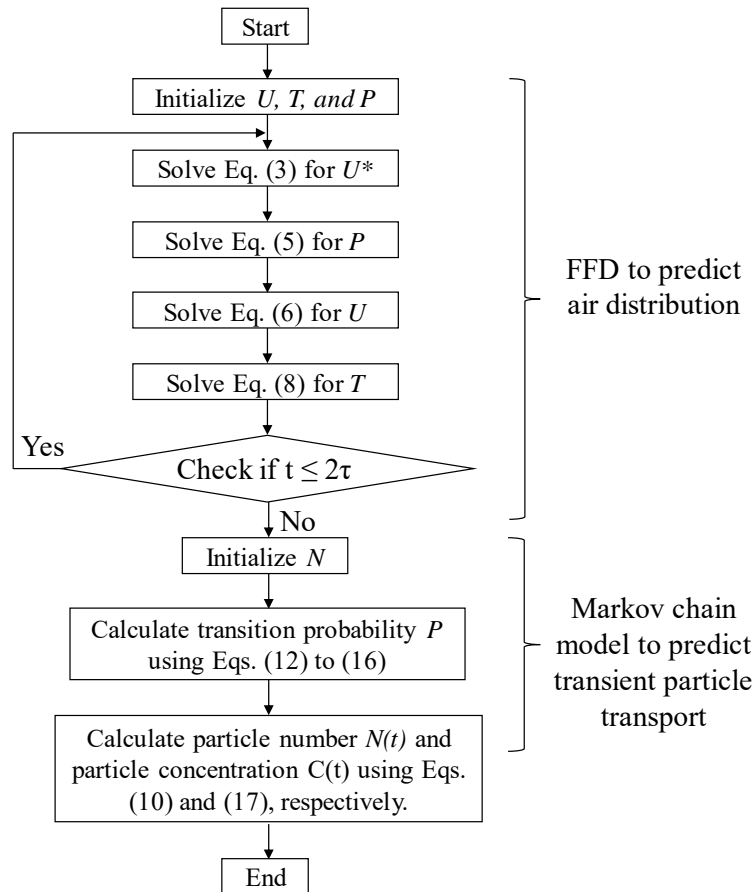 Start
Initialize U, T, and P
Solve Eq. (3) for U*
Solve Eq. (5) for P
Solve Eq. (6) for U
Solve Eq. (8) for T
Yes
Check if t ≤ 2τ
No
FFD to predict
air distribution
Initialize N
Calculate transition probability P
using Eqs. (12) to (16)
Calculate particle number N(t) and
particle concentration C(t) using Eqs.
(10) and (17), respectively.
Markov chain
model to predict
transient particle
transport
End